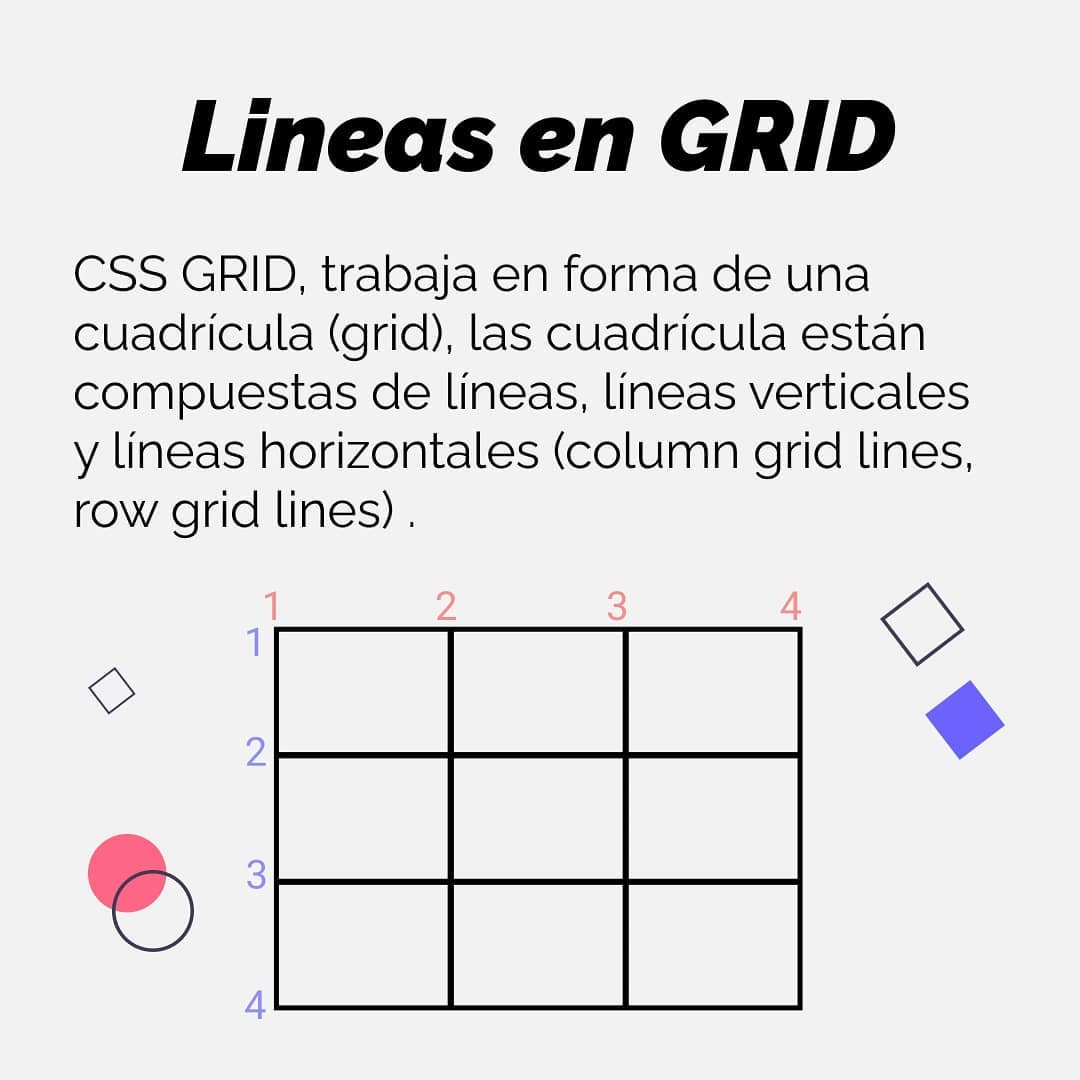 Lineas en GRID
CSS GRID, trabaja en forma de una
cuadrícula (grid), las cuadrícula están
compuestas de líneas, líneas verticales
y líneas horizontales (column grid lines,
row grid lines) .
1 2 3 4
1
2
3
4